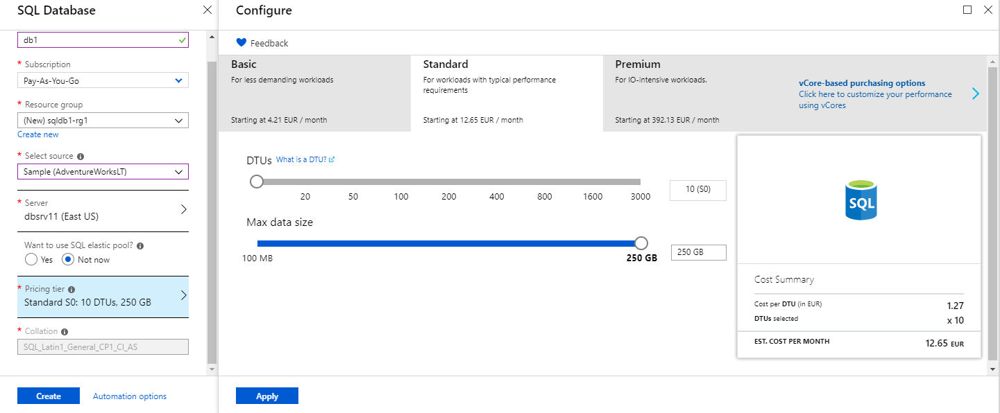 SQL Database
db1
* Subscription
Pay-As-You-Go
* Resource group
(New) sqldb1-rg1
Create new
* Select source
Sample (AdventureWorksLT)
* Server
dbsrv11 (East US)
Want to use SQL elastic pool?
Yes
Not now
* Pricing tier
Standard S0: 10 DTUs, 250 GB
* Collation
SQL_Latin1_General_CP1_CI_AS
Create
Automation options
Configure
Feedback
Basic
For less demanding workloads
Starting at 4.21 EUR / month
Standard
For workloads with typical performance
requirements
Starting at 12.65 EUR / month
Premium
For IO-intensive workloads.
Starting at 392.13 EUR / month
vCore-based purchasing options
Click here to customize your performance
using vCores
DTUs What is a DTU?
20 50 100 200 400 800 1600 3000
10 (S0)
Max data size
100 MB
250 GB
250 GB
SQL
Cost Summary
Cost per DTU (in EUR) 1.27
DTUs selected x 10
EST. COST PER MONTH 12.65 EUR
Apply